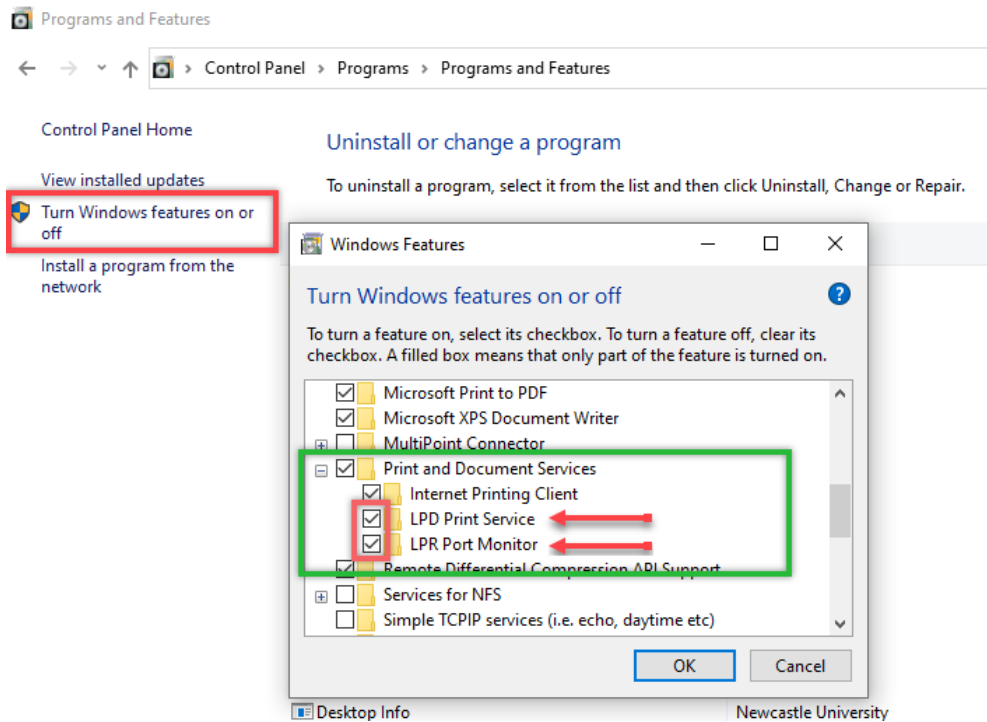 Programs and Features
Control Panel > Programs > Programs and Features
Control Panel Home
View installed updates
Turn Windows features on or
off
Install a program from the
network
Uninstall or change a program
To uninstall a program, select it from the list and then click Uninstall, Change or Repair.
Windows Features
Turn Windows features on or off
?
To turn a feature on, select its checkbox. To turn a feature off, clear its
checkbox. A filled box means that only part of the feature is turned on.
Microsoft Print to PDF
Microsoft XPS Document Writer
MultiPoint Connector
Print and Document Services
Internet Printing Client
LPD Print Service
LPR Port Monitor
Remote Differential Compression API Support
Services for NFS
Simple TCPIP services (i.e. echo, daytime etc)
OK
Cancel
Desktop Info
Newcastle University